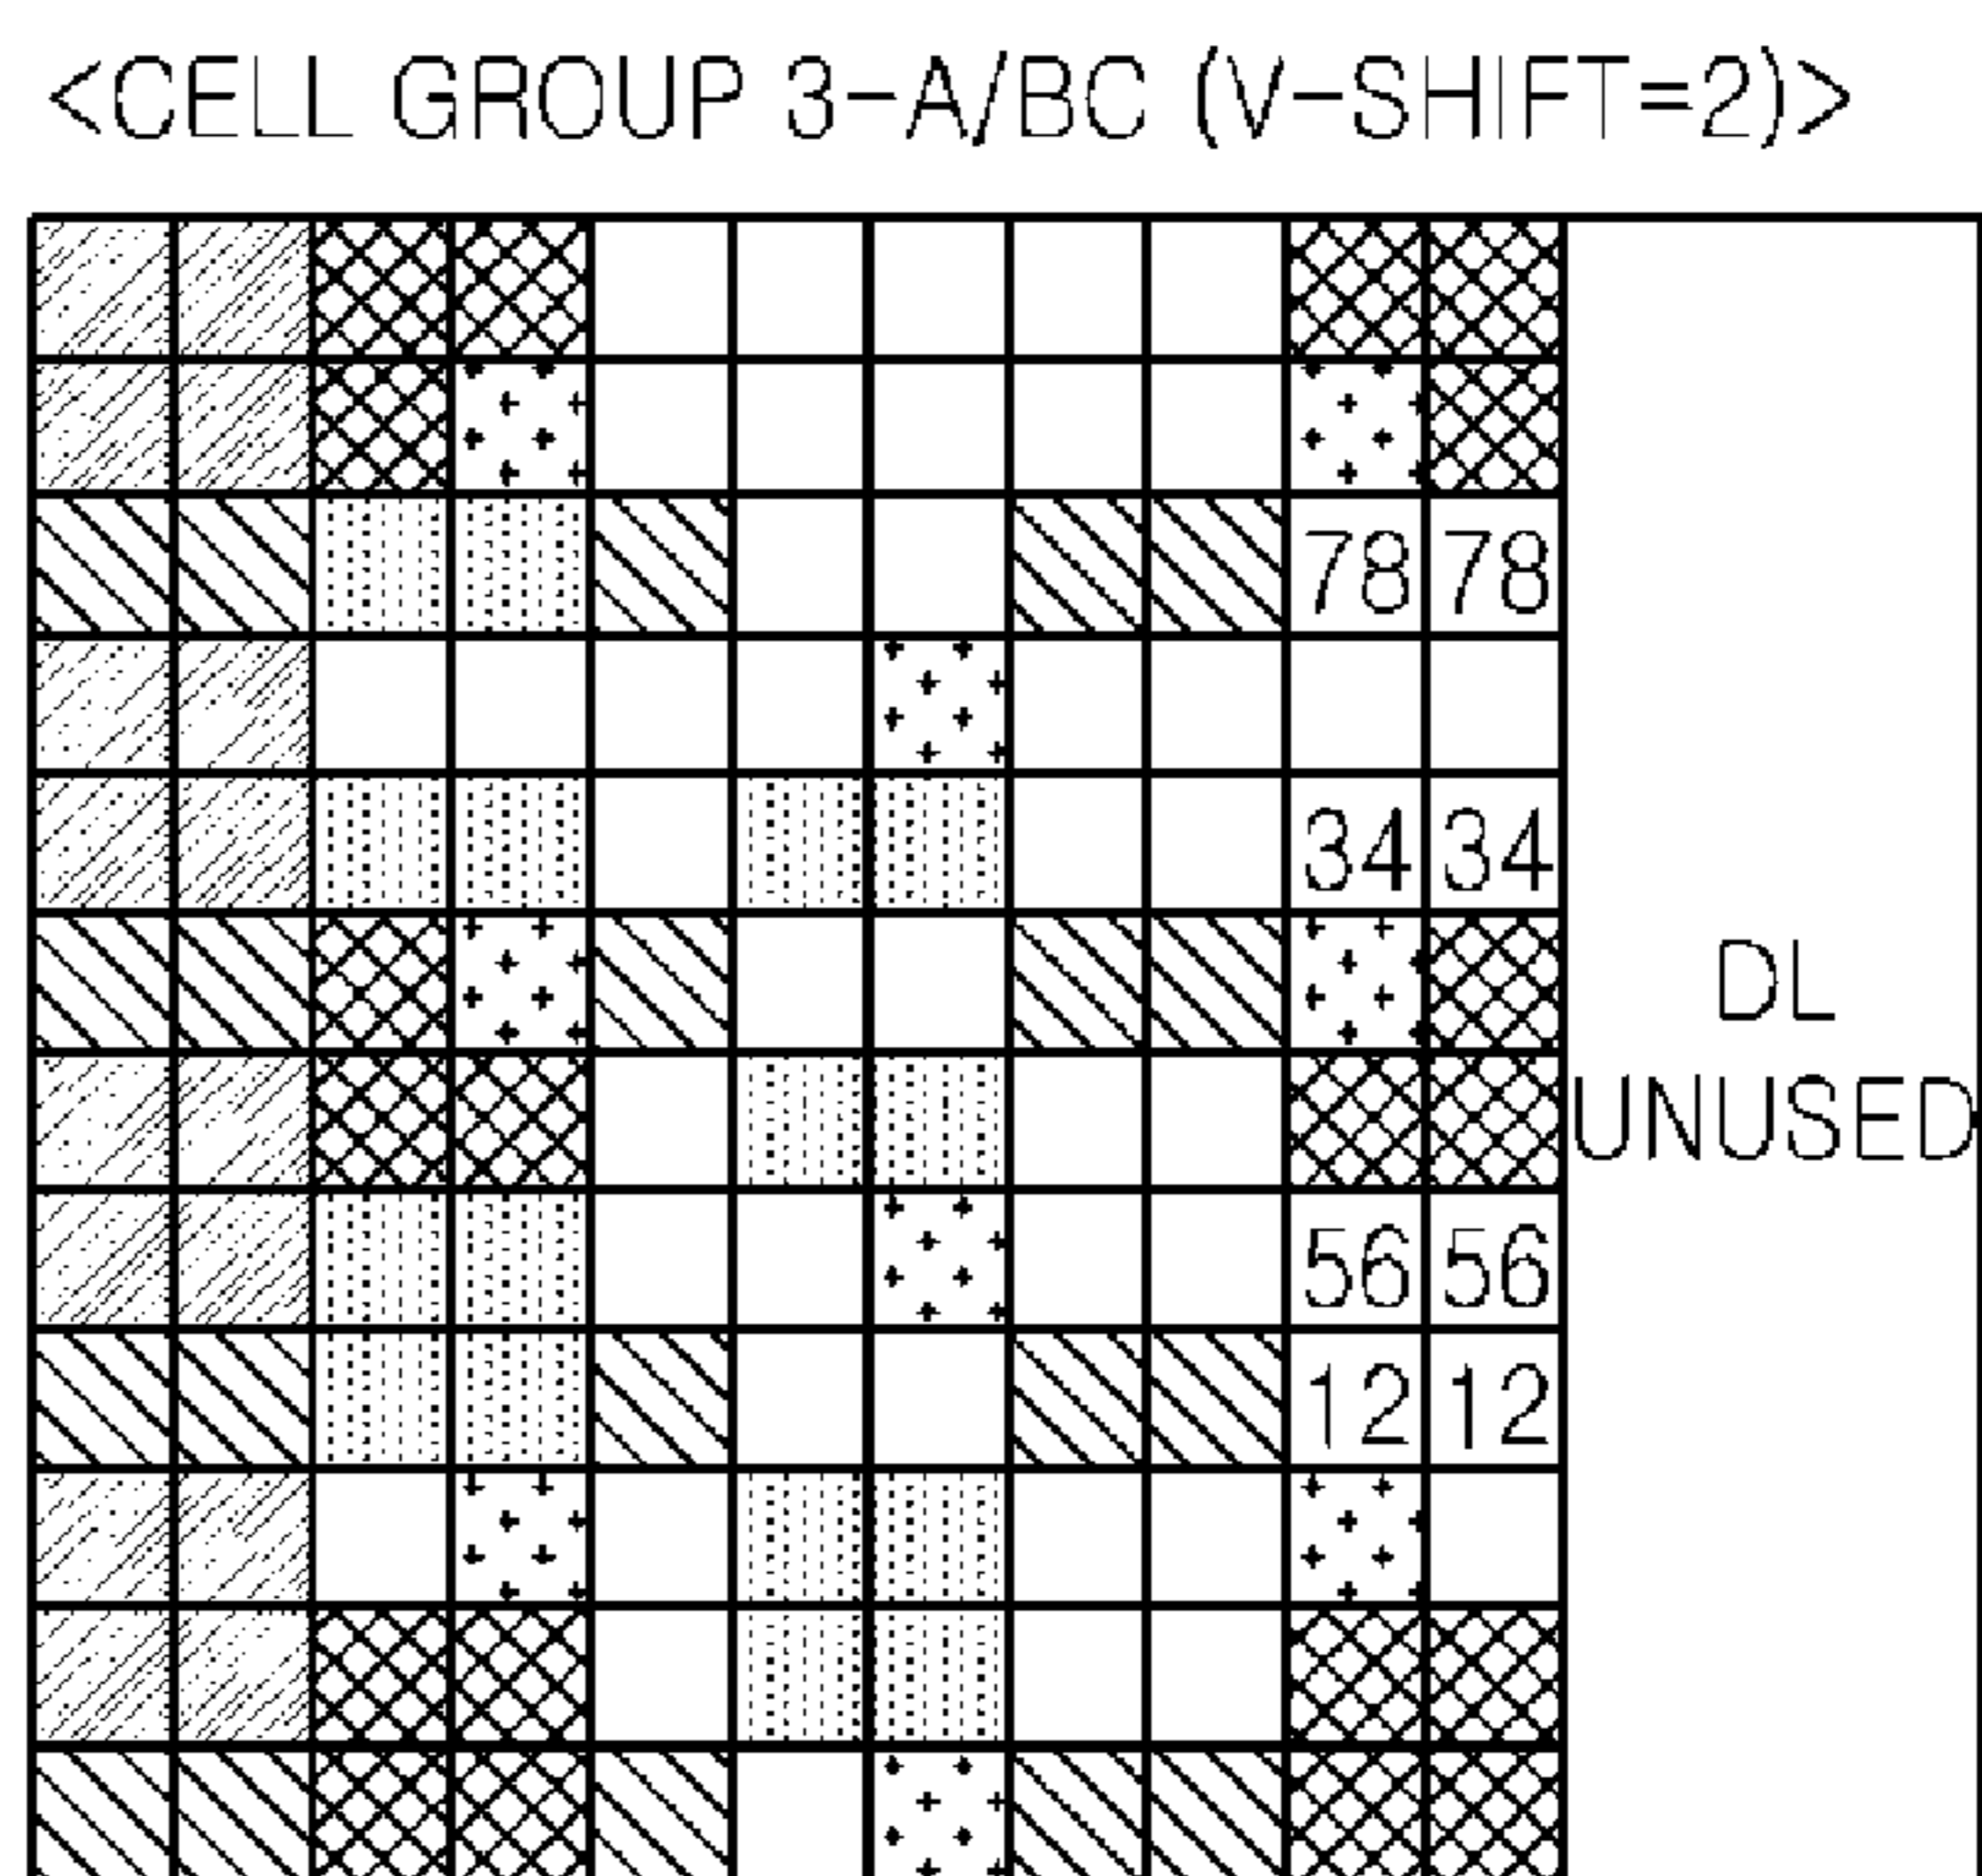 <CELL GROUP 3-A/BC (V-SHIFT=2)>
78 78
34 34
DL
UNUSED
56 56
12 12